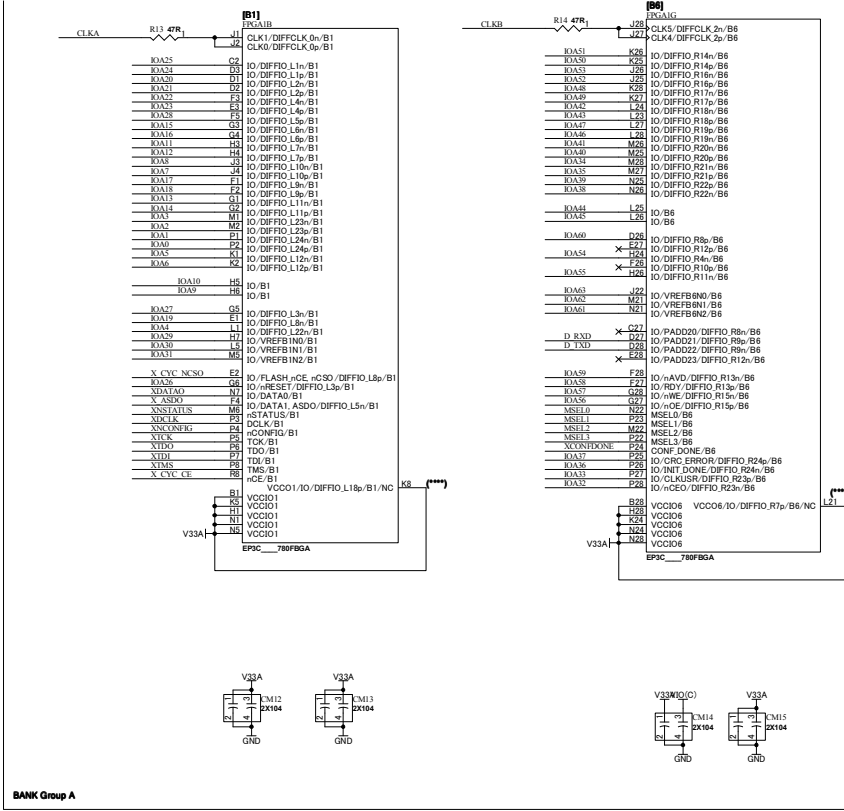 [B1]
FPGA1B
CLKA R13 47R J1 CLK1/DIFFCLK_0n/B1
J2 CLK0/DIFFCLK_0p/B1
IOA25 C2 IO/DIFFIO_L1n/B1
IOA24 D3 IO/DIFFIO_L1p/B1
IOA20 D1 IO/DIFFIO_L2n/B1
IOA21 D2 IO/DIFFIO_L2p/B1
IOA22 F3 IO/DIFFIO_L4n/B1
IOA23 E3 IO/DIFFIO_L4p/B1
IOA28 F5 IO/DIFFIO_L5p/B1
IOA15 G3 IO/DIFFIO_L6n/B1
IOA16 G4 IO/DIFFIO_L6p/B1
IOA11 H3 IO/DIFFIO_L7n/B1
IOA12 H4 IO/DIFFIO_L7p/B1
IOA8 J3 IO/DIFFIO_L10n/B1
IOA7 J4 IO/DIFFIO_L10p/B1
IOA17 F1 IO/DIFFIO_L9n/B1
IOA18 F2 IO/DIFFIO_L9p/B1
IOA13 G1 IO/DIFFIO_L11n/B1
IOA14 G2 IO/DIFFIO_L11p/B1
IOA3 M1 IO/DIFFIO_L23n/B1
IOA2 M2 IO/DIFFIO_L23p/B1
IOA1 P1 IO/DIFFIO_L24n/B1
IOA0 P2 IO/DIFFIO_L24p/B1
IOA5 K1 IO/DIFFIO_L12n/B1
IOA6 K2 IO/DIFFIO_L12p/B1
IOA10 H5 IO/B1
IOA9 H6 IO/B1
IOA27 G5 IO/DIFFIO_L3n/B1
IOA19 E1 IO/DIFFIO_L8n/B1
IOA4 L1 IO/DIFFIO_L22n/B1
IOA29 H7 IO/VREFB1N0/B1
IOA30 L5 IO/VREFB1N1/B1
IOA31 M5 IO/VREFB1N2/B1
X_CYC_NCSO E2 IO/FLASH_nCE, nCSO/DIFFIO_L8p/B1
IOA26 G6 IO/nRESET/DIFFIO_L3p/B1
XDATAO N7 IO/DATA0/B1
X_ASDO F4 IO/DATA1, ASDO/DIFFIO_L5n/B1
XNSTATUS M6 nSTATUS/B1
XDCLK P3 DCLK/B1
XNCONFIG P4 nCONFIG/B1
XTCK P5 TCK/B1
XTDO P6 TDO/B1
XTDI P7 TDI/B1
XTMS P8 TMS/B1
X_CYC_CE R8 nCE/B1
VCCO1/IO/DIFFIO_L18p/B1/NC K8 (****)
B1 VCCIO1
K5 VCCIO1
H1 VCCIO1
N1 VCCIO1
V33A N5 VCCIO1
EP3C___780FBGA
[B6]
FPGA1G
CLKB R14 47R J28 CLK5/DIFFCLK_2n/B6
J27 CLK4/DIFFCLK_2p/B6
IOA51 K26 IO/DIFFIO_R14n/B6
IOA50 K25 IO/DIFFIO_R14p/B6
IOA53 J26 IO/DIFFIO_R16n/B6
IOA52 J25 IO/DIFFIO_R16p/B6
IOA48 K28 IO/DIFFIO_R17n/B6
IOA49 K27 IO/DIFFIO_R17p/B6
IOA42 L24 IO/DIFFIO_R18n/B6
IOA43 L23 IO/DIFFIO_R18p/B6
IOA47 L27 IO/DIFFIO_R19p/B6
IOA46 L28 IO/DIFFIO_R19n/B6
IOA41 M26 IO/DIFFIO_R20n/B6
IOA40 M25 IO/DIFFIO_R20p/B6
IOA34 M28 IO/DIFFIO_R21n/B6
IOA35 M27 IO/DIFFIO_R21p/B6
IOA39 N25 IO/DIFFIO_R22p/B6
IOA38 N26 IO/DIFFIO_R22n/B6
IOA44 L25 IO/B6
IOA45 L26 IO/B6
IOA60 D26 IO/DIFFIO_R8p/B6
E27 IO/DIFFIO_R12p/B6
IOA54 H24 IO/DIFFIO_R4n/B6
F26 IO/DIFFIO_R10p/B6
IOA55 H26 IO/DIFFIO_R11n/B6
IOA63 J22 IO/VREFB6N0/B6
IOA62 M21 IO/VREFB6N1/B6
IOA61 N21 IO/VREFB6N2/B6
C27 IO/PADD20/DIFFIO_R8n/B6
D_RXD D27 IO/PADD21/DIFFIO_R9p/B6
D_TXD D28 IO/PADD22/DIFFIO_R9n/B6
E28 IO/PADD23/DIFFIO_R12n/B6
IOA59 F28 IO/nAVD/DIFFIO_R13n/B6
IOA58 F27 IO/RDY/DIFFIO_R13p/B6
IOA57 G28 IO/nWE/DIFFIO_R15n/B6
IOA56 G27 IO/nOE/DIFFIO_R15p/B6
MSEL0 N22 MSEL0/B6
MSEL1 P23 MSEL1/B6
MSEL2 M22 MSEL2/B6
MSEL3 P22 MSEL3/B6
XCONFDONE P24 CONF_DONE/B6
IOA37 P25 IO/CRC_ERROR/DIFFIO_R24p/B6
IOA36 P26 IO/INIT_DONE/DIFFIO_R24n/B6
IOA33 P27 IO/CLKUSR/DIFFIO_R23p/B6
IOA32 P28 IO/nCEO/DIFFIO_R23n/B6
B28 VCCIO6 VCCO6/IO/DIFFIO_R7p/B6/NC L21 (***
H28 VCCIO6
K24 VCCIO6
N24 VCCIO6
V33A N28 VCCIO6
EP3C___780FBGA
V33A V33A V33A VIO(C) V33A
1 3 CM12 1 3 CM13 1 3 CM14 1 3 CM15
2 4 2X104 2 4 2X104 2 4 2X104 2 4 2X104
GND GND GND GND
BANK Group A